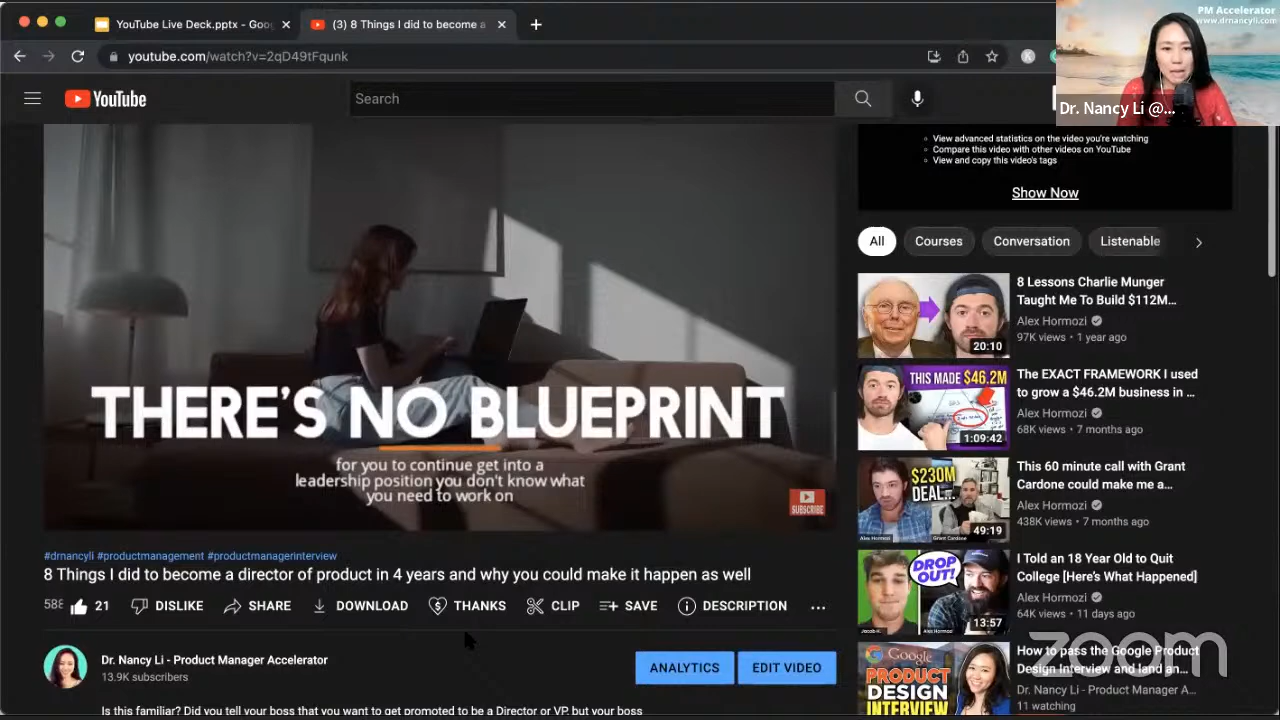 YouTube Live Deck.pptx - Goo
(3) 8 Things I did to become a
youtube.com/watch?v=2qD49tFqunk
PM Accelerator
www.drnancyli.com
Dr. Nancy Li @...
YouTube
Search
View advanced statistics on the video you're watching
Compare this video with other videos on YouTube
View and copy this video's tags
Show Now
All
Courses
Conversation
Listenable
THERE'S NO BLUEPRINT
for you to continue get into a
leadership position you don't know what
you need to work on
SUBSCRIBE
#drnancyli #productmanagement #productmanagerinterview
8 Things I did to become a director of product in 4 years and why you could make it happen as well
21
DISLIKE
SHARE
DOWNLOAD
THANKS
CLIP
SAVE
DESCRIPTION
Dr. Nancy Li - Product Manager Accelerator
13.9K subscribers
ANALYTICS
EDIT VIDEO
Is this familiar? Did you tell your boss that you want to get promoted to be a Director or VP, but your boss
20:10
8 Lessons Charlie Munger
Taught Me To Build $112M...
Alex Hormozi
97K views • 1 year ago
THIS MADE $46.2M
1:09:42
The EXACT FRAMEWORK I used
to grow a $46.2M business in ...
Alex Hormozi
68K views • 7 months ago
$230M
DEAL...
Alex Hormozi
Grant Cardone
49:19
This 60 minute call with Grant
Cardone could make me a...
Alex Hormozi
438K views • 7 months ago
DROP
OUT!
13:57
I Told an 18 Year Old to Quit
College [Here's What Happened]
Alex Hormozi
64K views • 11 days ago
Google
PRODUCT
DESIGN
INTERVIEW
How to pass the Google Product
Design Interview and land an...
Dr. Nancy Li - Product Manager A...
11 watching
zoom